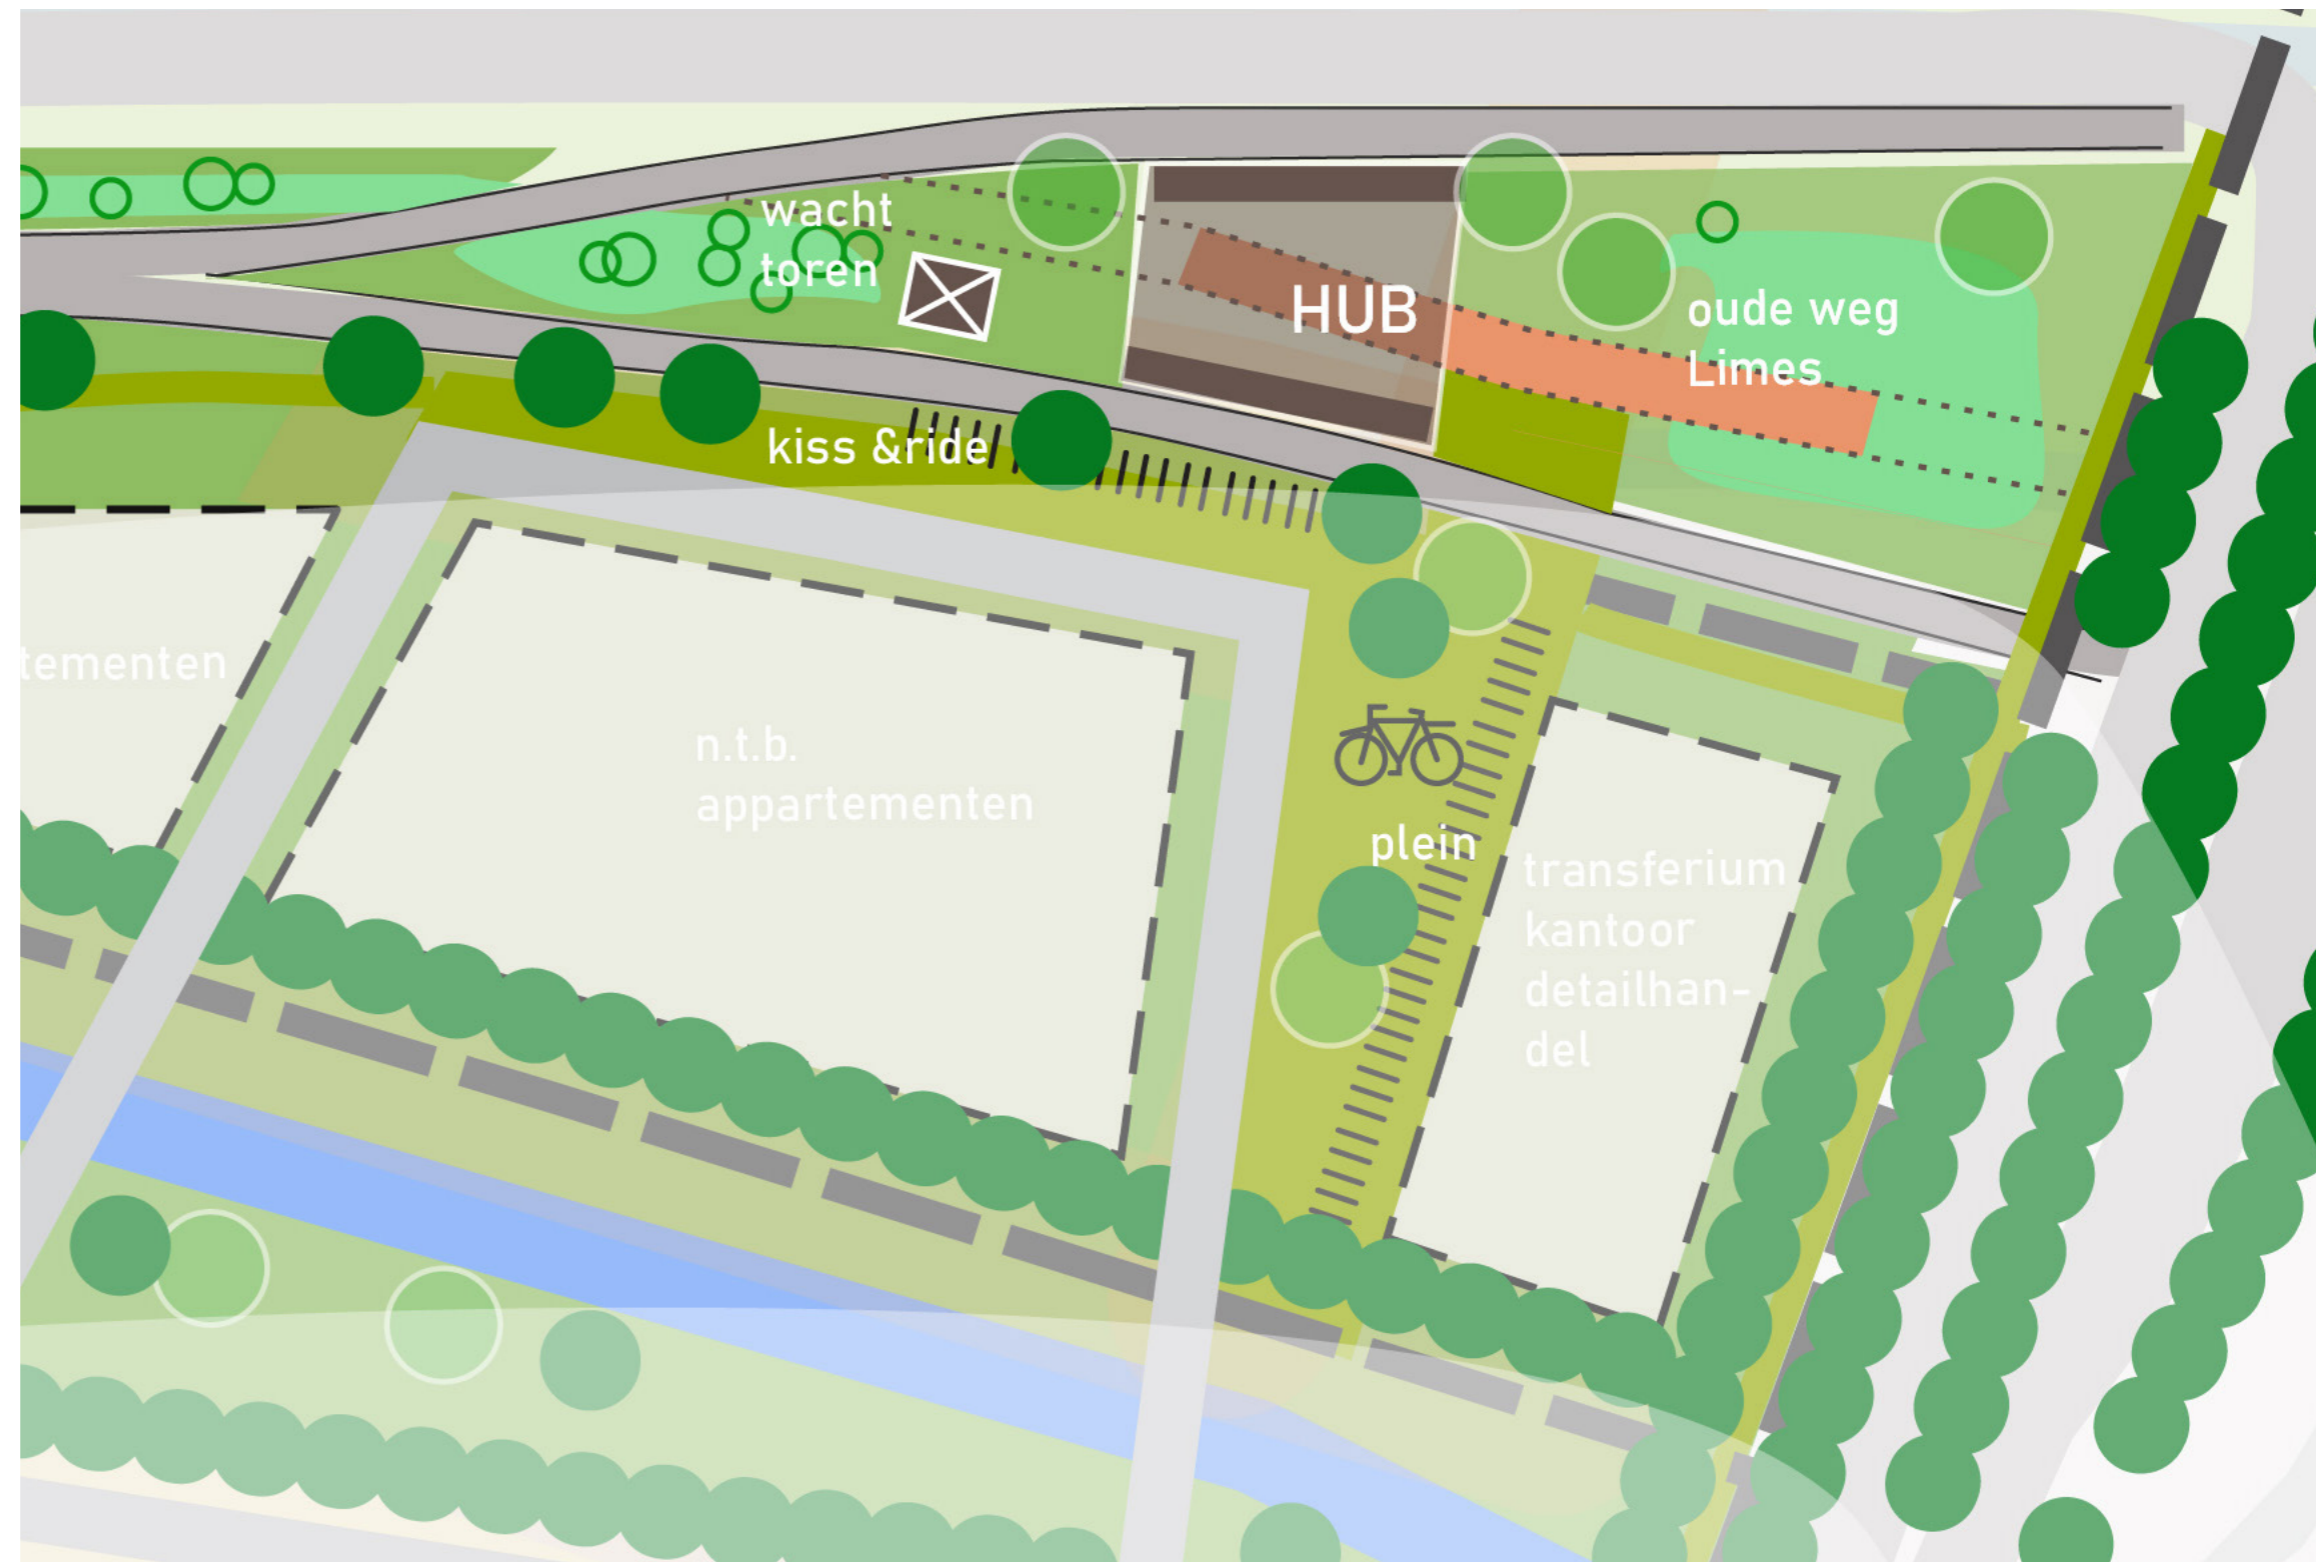 wacht
toren
HUB
oude weg
Limes
kiss &ride
tementen
n.t.b.
appartementen
plein
transferium
kantoor
detailhan-
del